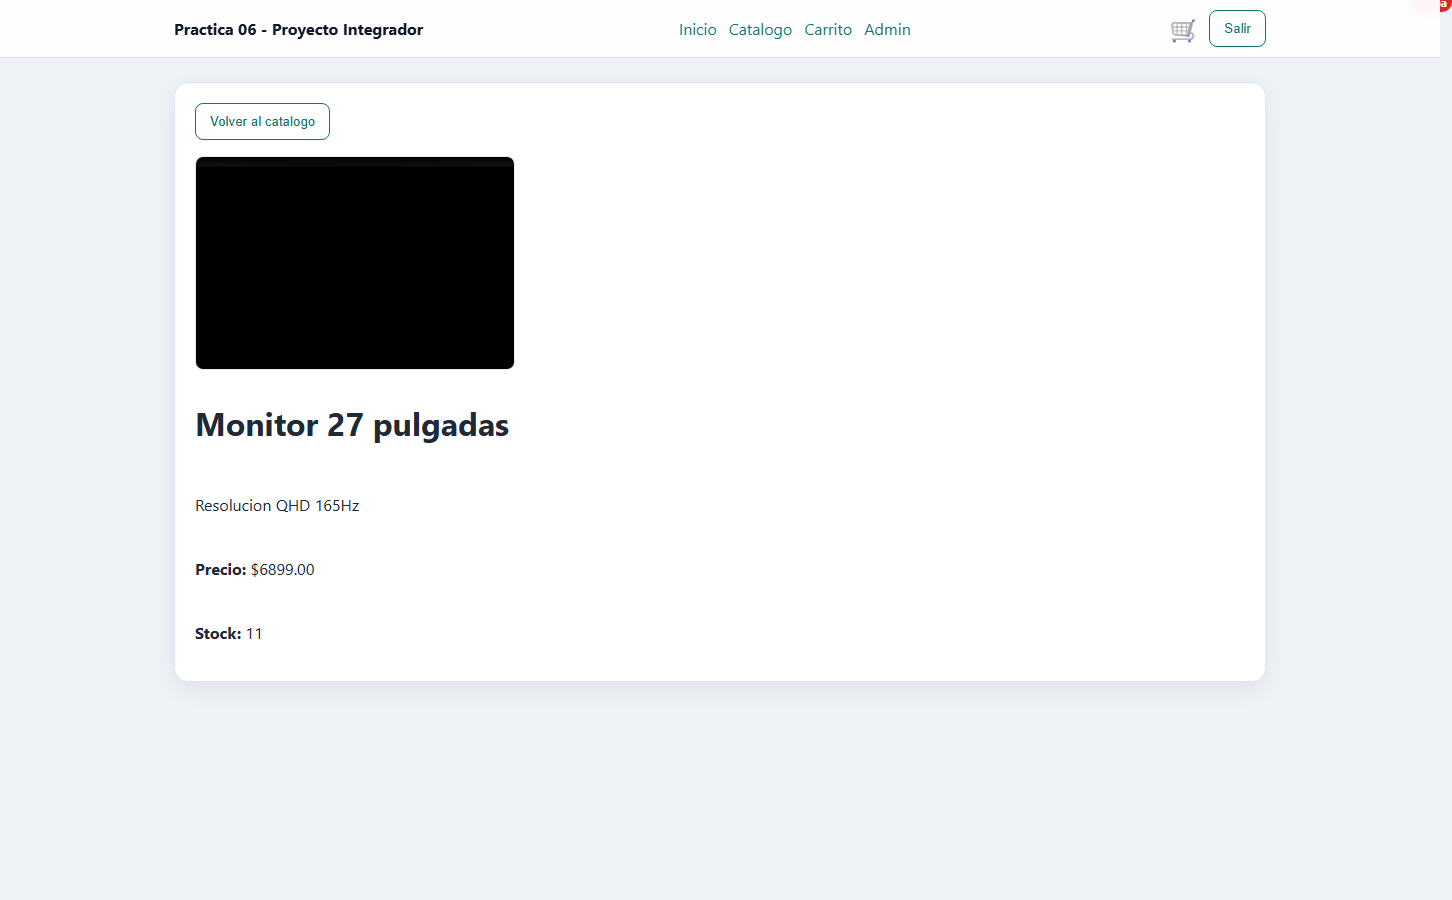 Practica 06 - Proyecto Integrador
Inicio Catalogo Carrito Admin
Salir
Volver al catalogo
Monitor 27 pulgadas
Resolucion QHD 165Hz
Precio: $6899.00
Stock: 11